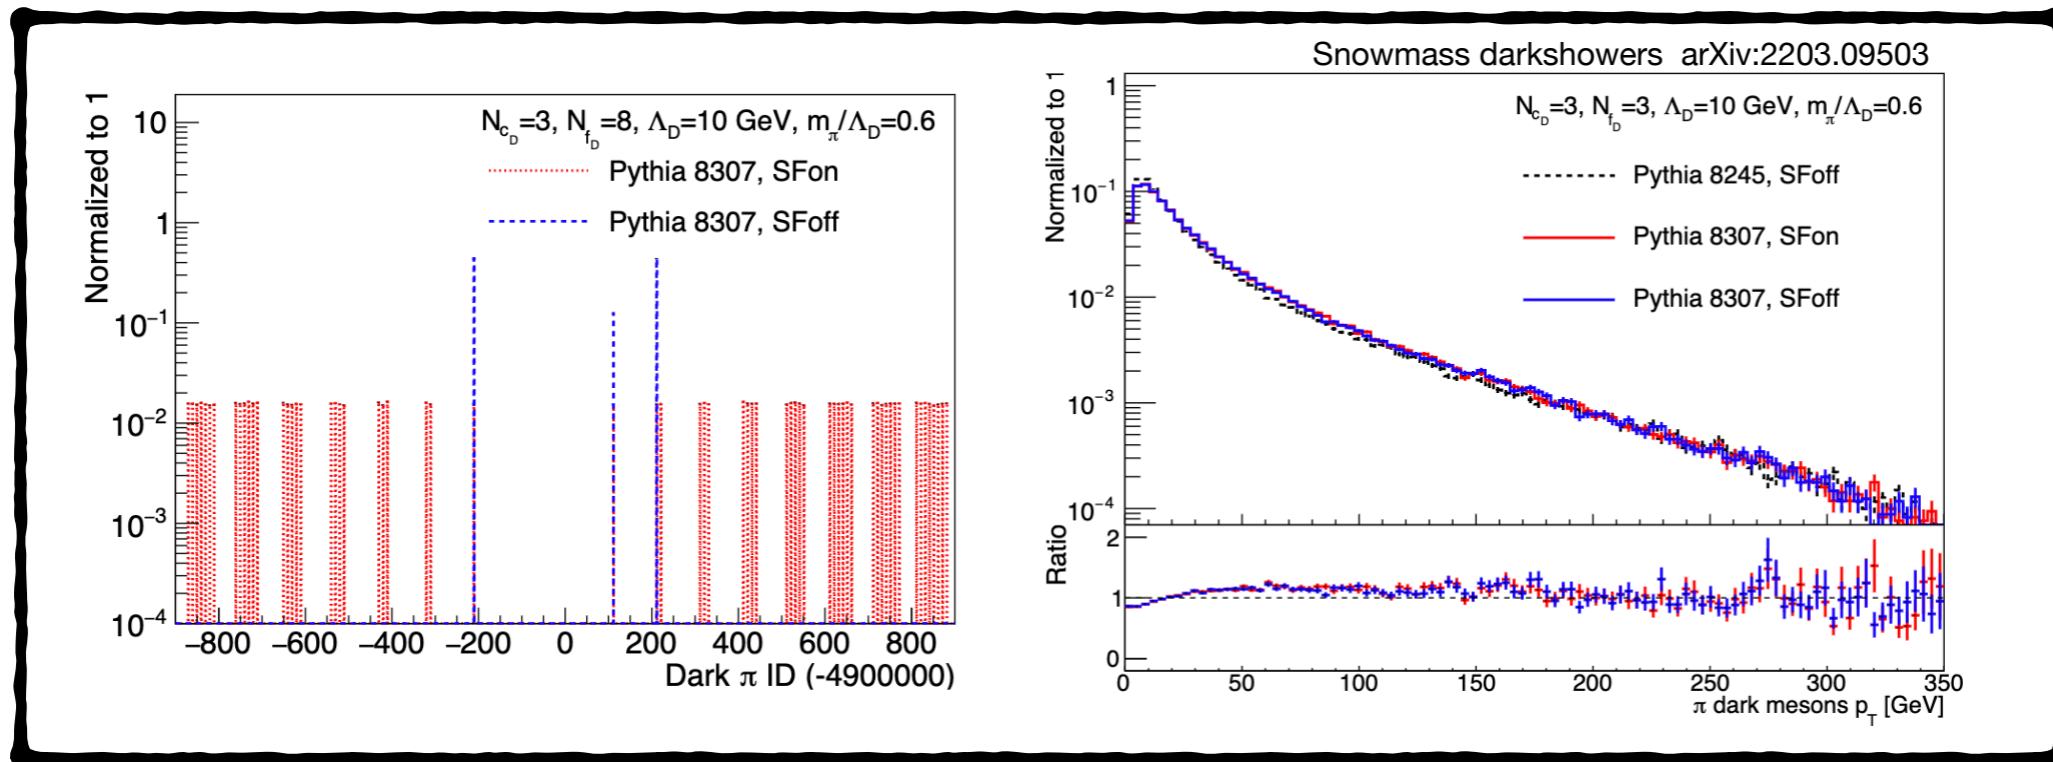 Snowmass darkshowers arXiv:2203.09503
Normalized to 1
10
1
10⁻¹
10⁻²
10⁻³
10⁻⁴
N_{c_D}=3, N_{f_D}=8, Λ_D=10 GeV, m_π/Λ_D=0.6
Pythia 8307, SFon
Pythia 8307, SFoff
−800 −600 −400 −200 0 200 400 600 800
Dark π ID (-4900000)
Normalized to 1
1
10⁻¹
10⁻²
10⁻³
10⁻⁴
N_{c_D}=3, N_{f_D}=3, Λ_D=10 GeV, m_π/Λ_D=0.6
Pythia 8245, SFoff
Pythia 8307, SFon
Pythia 8307, SFoff
Ratio
2
1
0
0 50 100 150 200 250 300 350
π dark mesons p_T [GeV]